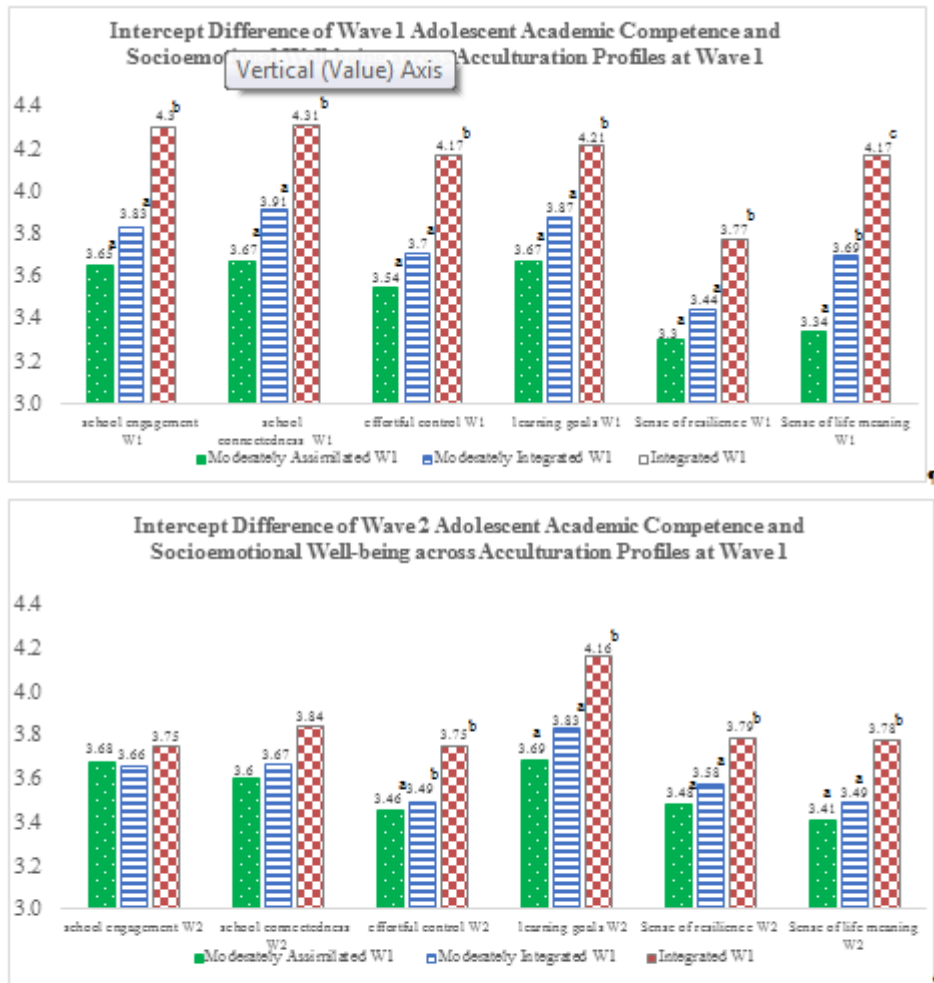 Intercept Difference of Wave 1 Adolescent Academic Competence and
Socioemot Acculturation Profiles at Wave 1
Vertical (Value) Axis
4.4
4.2
4.0
3.8
3.6
3.4
3.2
3.0
3.65 a 3.83 a 4.3 b
3.67 a 3.91 a 4.31 b
3.54 a 3.7 a 4.17 b
3.67 a 3.87 a 4.21 b
3.3 a 3.44 a 3.77 b
3.34 a 3.69 b 4.17 c
school engagement W1
school connectedness W1
effortful control W1
learning goals W1
Sense of resilience W1
Sense of life meaning W1
Moderately Assimilated W1 Moderately Integrated W1 Integrated W1
Intercept Difference of Wave 2 Adolescent Academic Competence and
Socioemotional Well-being across Acculturation Profiles at Wave 1
4.4
4.2
4.0
3.8
3.6
3.4
3.2
3.0
3.68 3.66 3.75
3.6 3.67 3.84
3.46 a 3.49 b 3.75 b
3.69 a 3.83 a 4.16 b
3.48 a 3.58 a 3.79 b
3.41 a 3.49 a 3.78 b
school engagement W2
school connectedness W2
effortful control W2
learning goals W2
Sense of resilience W2
Sense of life meaning W2
Moderately Assimilated W1 Moderately Integrated W1 Integrated W1